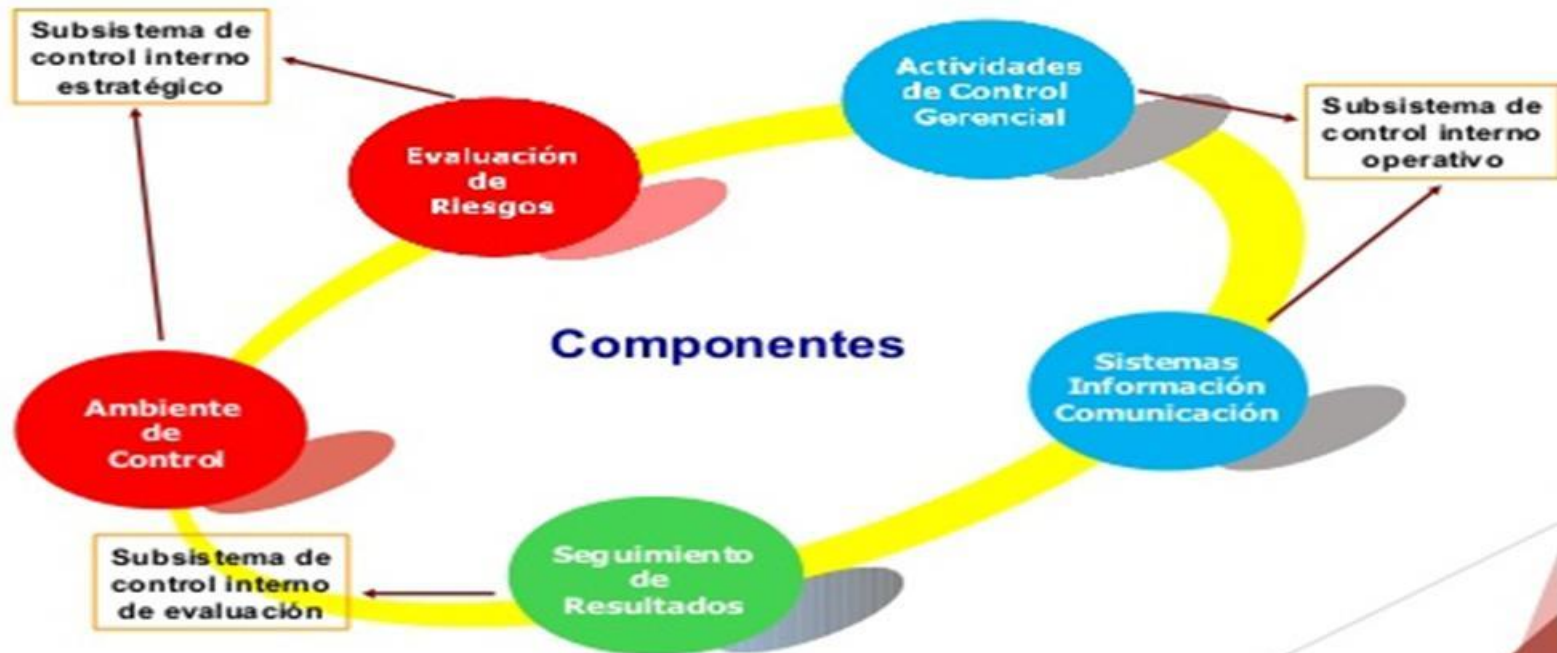 Subsistema de
control interno
estratégico
Evaluación
de
Riesgos
Actividades
de Control
Gerencial
Subsistema de
control interno
operativo
Componentes
Sistemas
Información
Comunicación
Ambiente
de
Control
Subsistema de
control interno
de evaluación
Seguimiento
de
Resultados